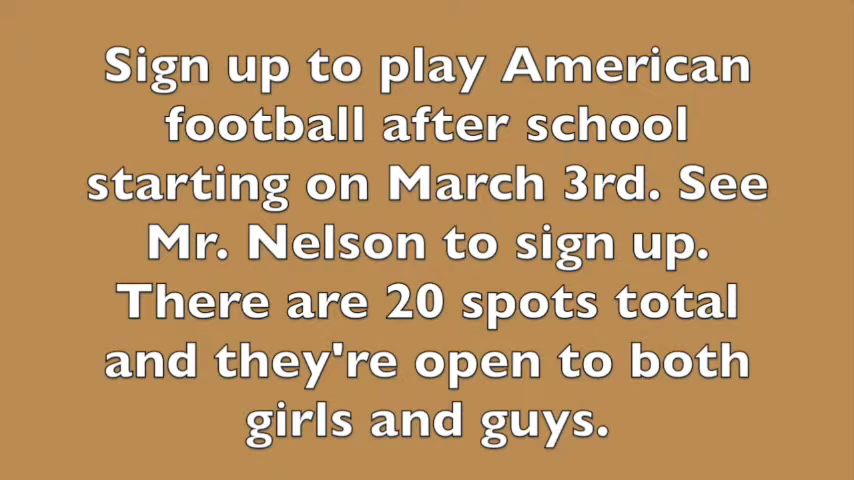 Sign up to play American
football after school
starting on March 3rd. See
Mr. Nelson to sign up.
There are 20 spots total
and they're open to both
girls and guys.